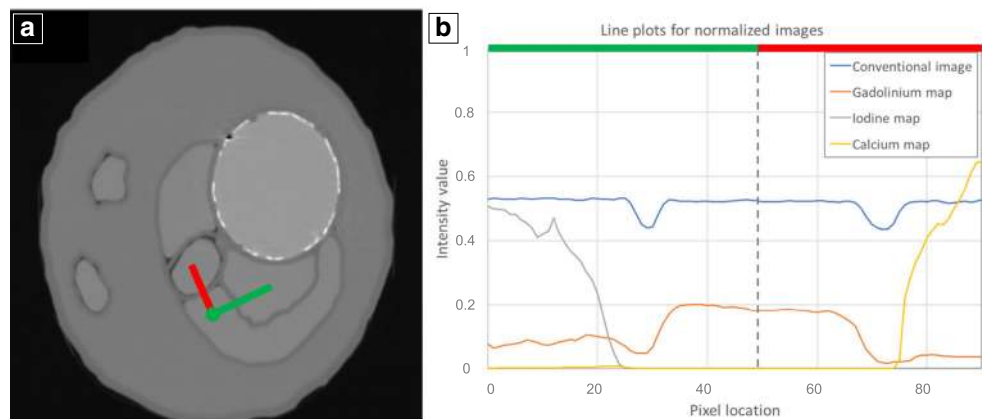 a
b
Line plots for normalized images
1
0.8
0.6
0.4
0.2
0
Intensity value
Conventional image
Gadolinium map
Iodine map
Calcium map
0 20 40 60 80
Pixel location